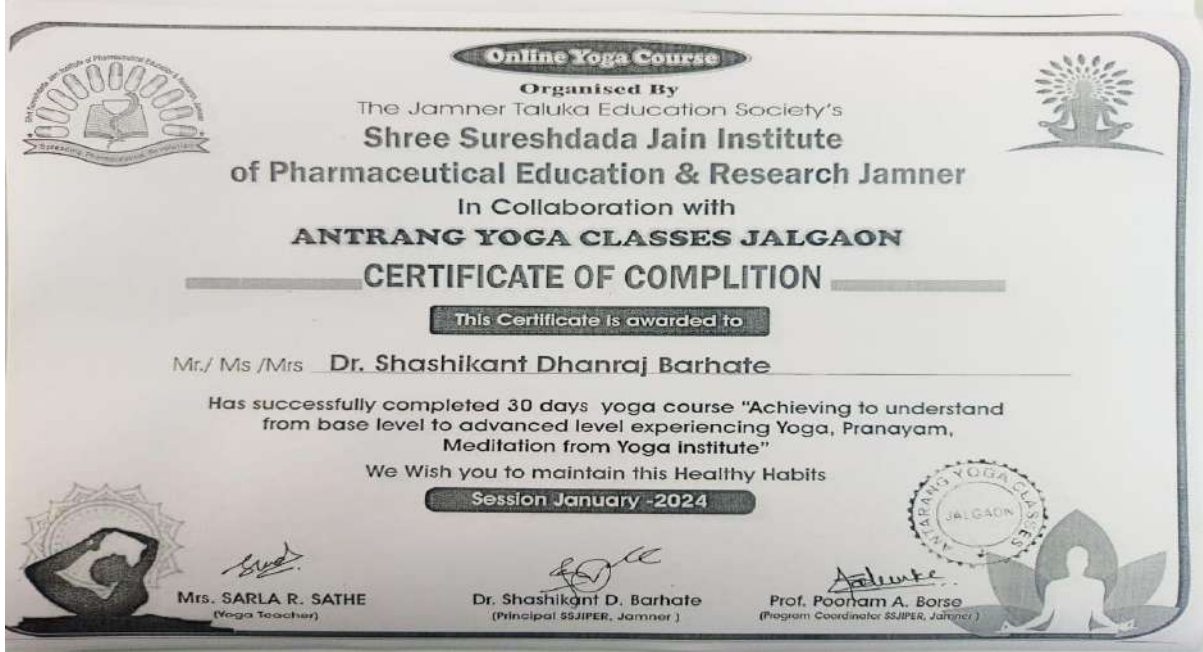 Online Yoga Course
Organised By
The Jamner Taluka Education Society's
Shree Sureshdada Jain Institute
of Pharmaceutical Education & Research Jamner
In Collaboration with
ANTRANG YOGA CLASSES JALGAON
CERTIFICATE OF COMPLITION
This Certificate is awarded to
Mr./ Ms /Mrs Dr. Shashikant Dhanraj Barhate
Has successfully completed 30 days yoga course "Achieving to understand
from base level to advanced level experiencing Yoga, Pranayam,
Meditation from Yoga institute"
We Wish you to maintain this Healthy Habits
Session January -2024
ANTARANG YOGA CLASSES
JALGAON
Mrs. SARLA R. SATHE
(Yoga Teacher)
Dr. Shashikant D. Barhate
(Principal SSJIPER, Jamner )
Prof. Poonam A. Borse
(Program Coordinator SSJIPER, Jamner )